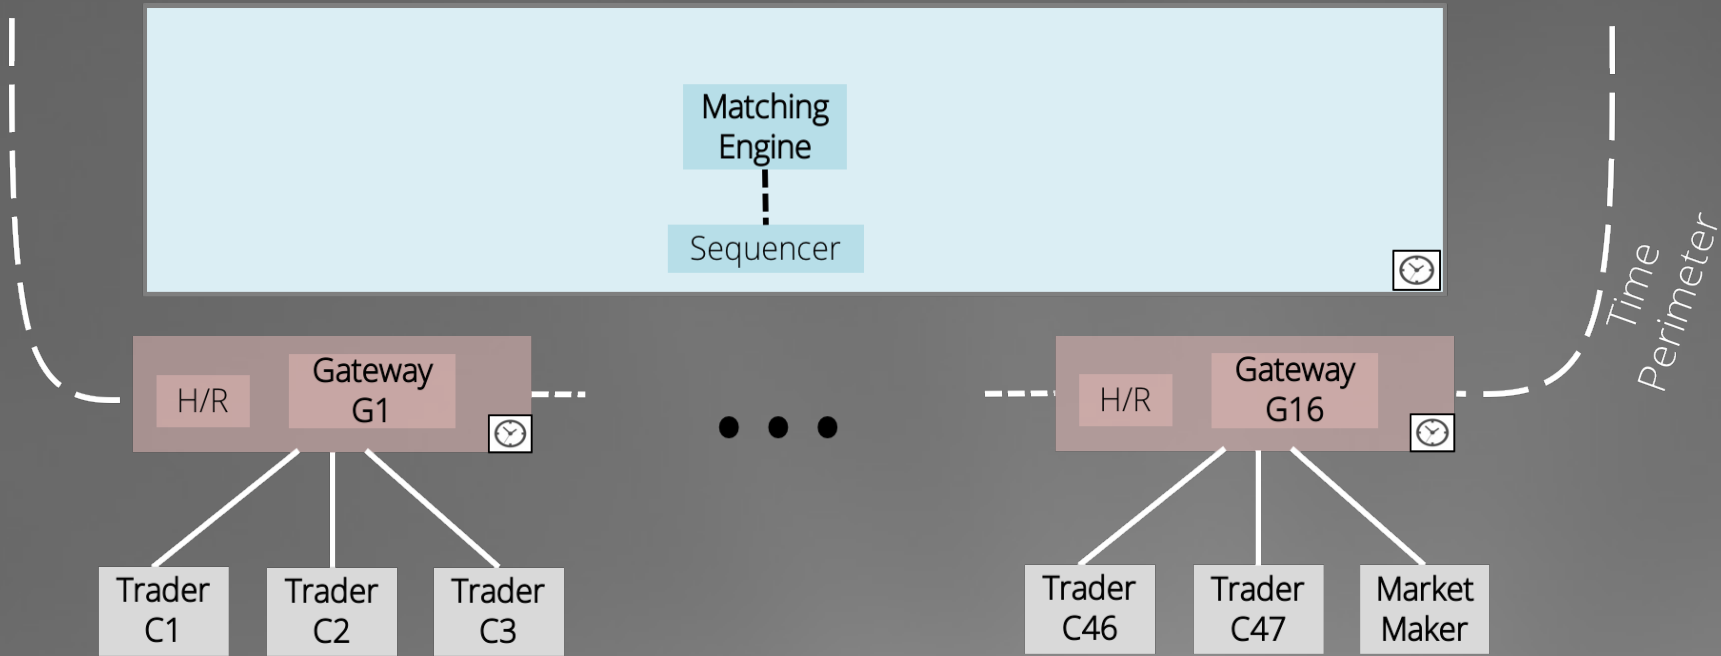 Matching
Engine
Sequencer
Time
Perimeter
H/R
Gateway
G1
H/R
Gateway
G16
Trader
C1
Trader
C2
Trader
C3
Trader
C46
Trader
C47
Market
Maker